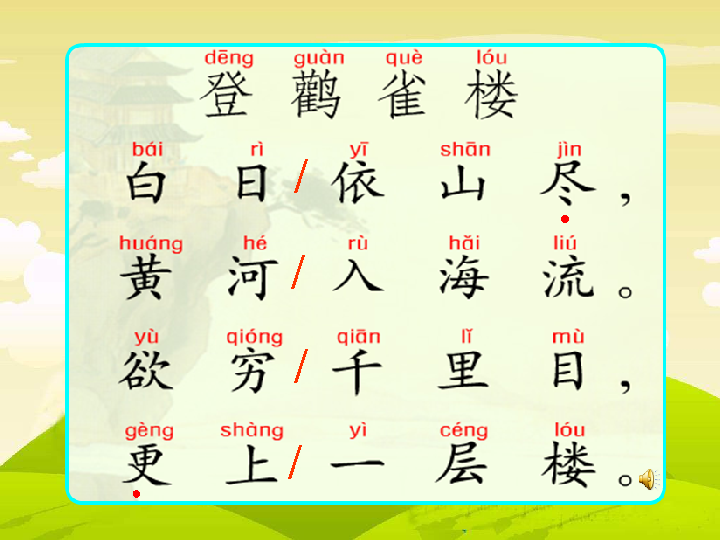 dēng guàn què lóu
登鹳雀楼
bái rì yī shān jìn
白日/依山尽，
huáng hé rù hǎi liú
黄河/入海流。
yù qióng qiān lǐ mù
欲穷/千里目，
gèng shàng yì céng lóu
更上/一层楼。